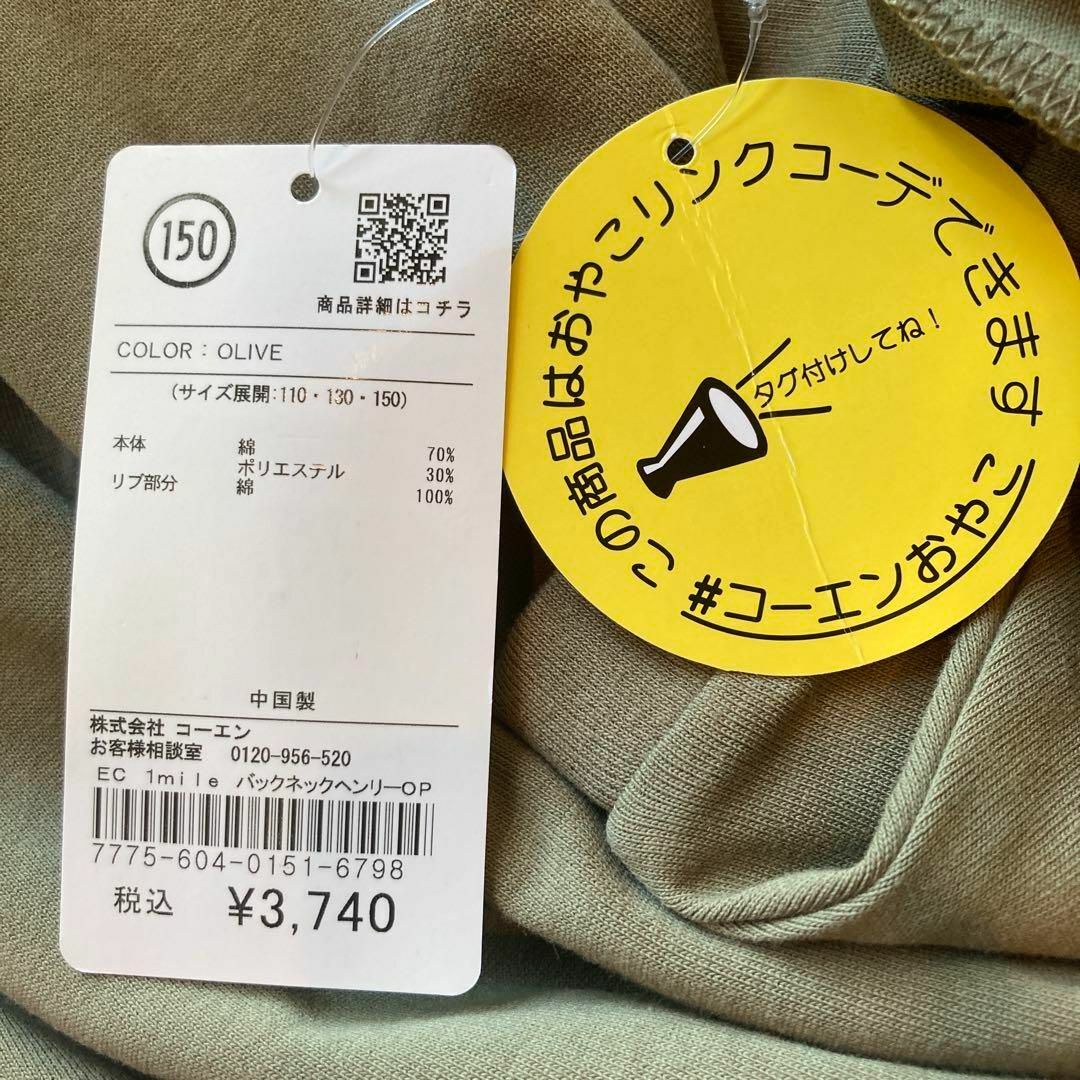 150
商品詳細はコチラ
COLOR：OLIVE
（サイズ展開:110・130・150）
本体 綿 70%
ポリエステル 30%
リブ部分 綿 100%
中国製
株式会社 コーエン
お客様相談室 0120-956-520
EC 1mile バックネックヘンリーOP
7775-604-0151-6798
税込 ¥3,740
この商品はおやこリンクコーデできます
タグ付けしてね！
#コーエンおやこ